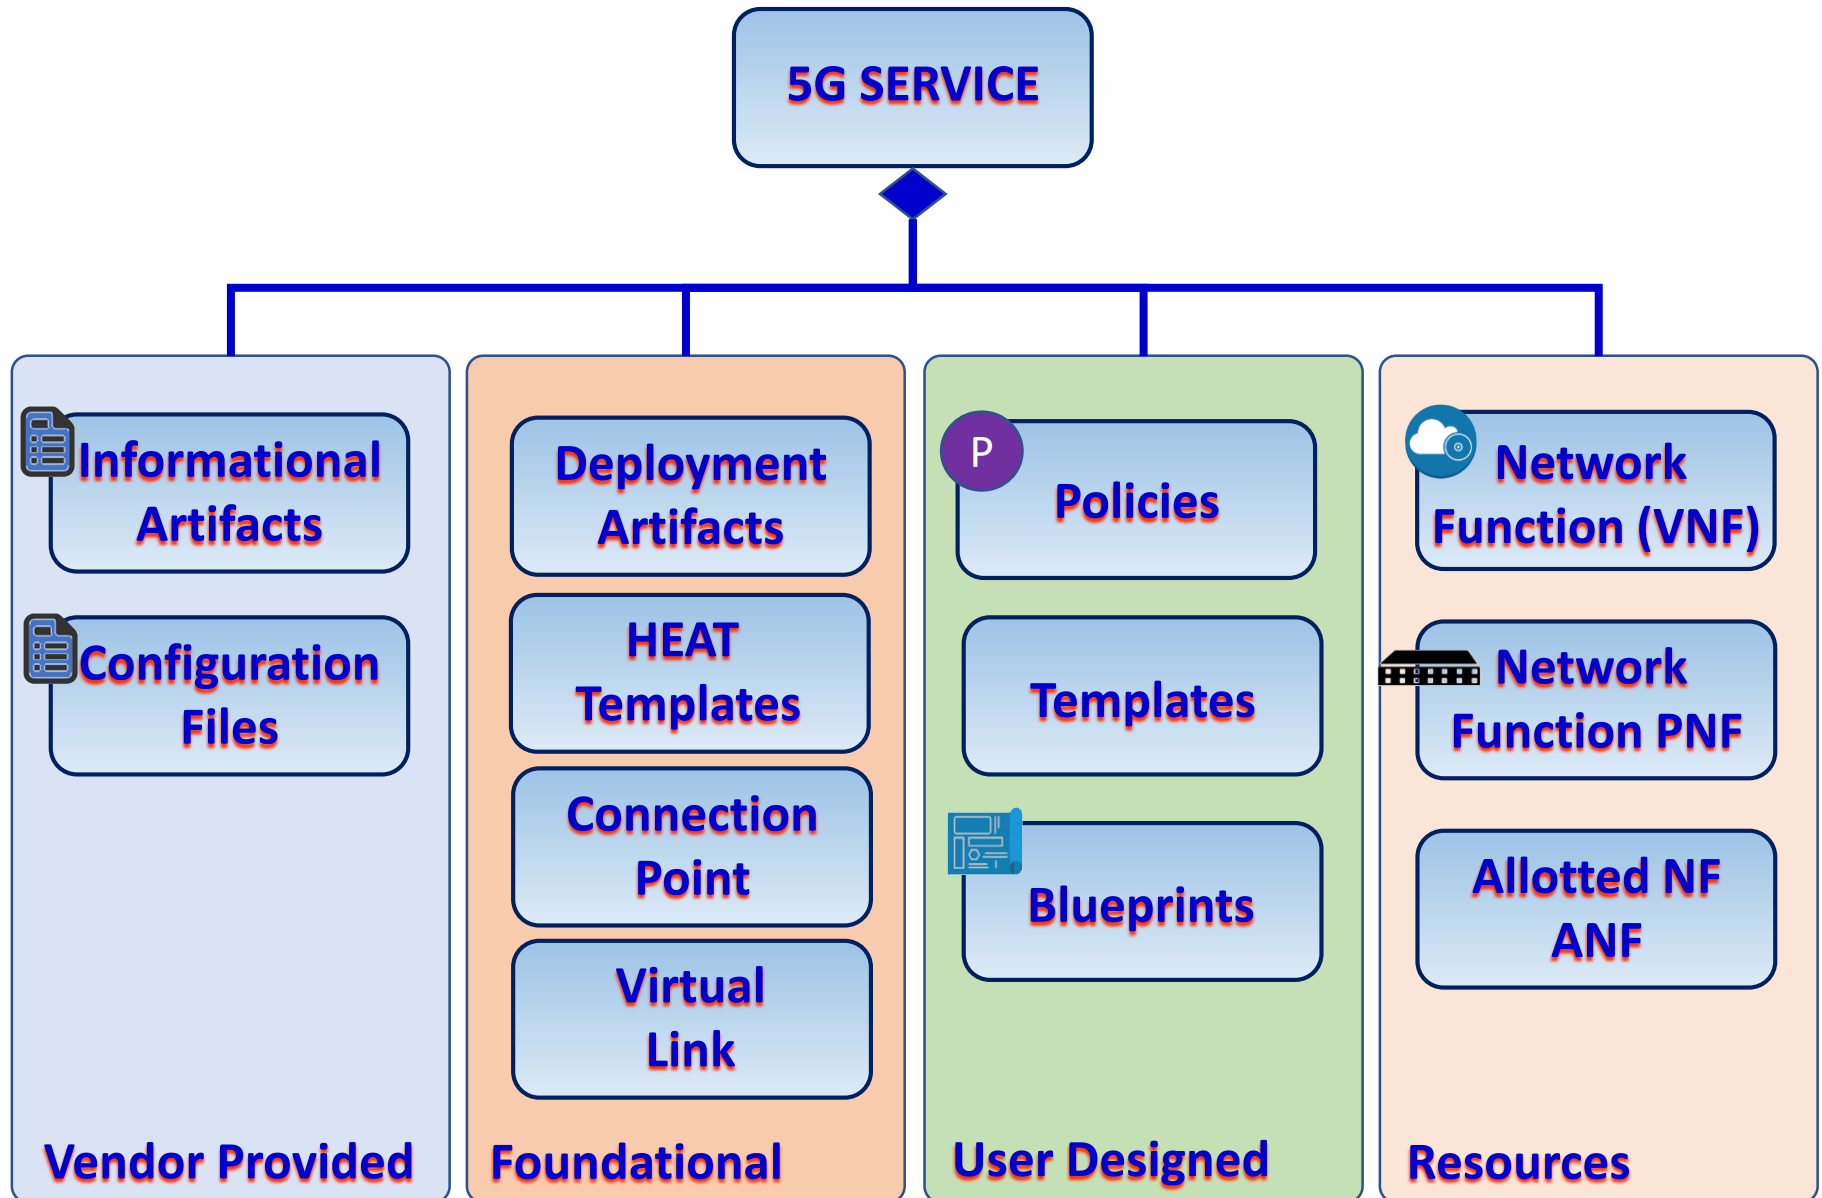 5G SERVICE
Informational
Artifacts
Configuration
Files
Vendor Provided
Deployment
Artifacts
HEAT
Templates
Connection
Point
Virtual
Link
Foundational
P
Policies
Templates
Blueprints
User Designed
Network
Function (VNF)
Network
Function PNF
Allotted NF
ANF
Resources